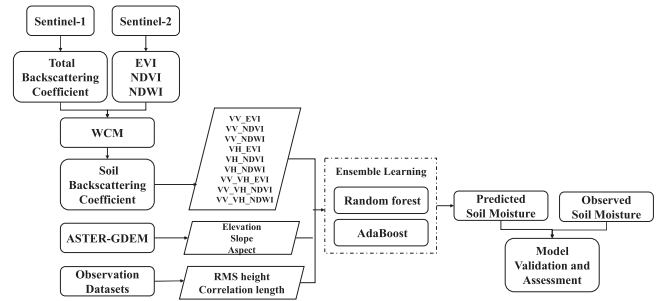 Sentinel-1
Sentinel-2
Total
Backscattering
Coefficient
EVI
NDVI
NDWI
WCM
Soil
Backscattering
Coefficient
VV_EVI
VV_NDVI
VV_NDWI
VH_EVI
VH_NDVI
VH_NDWI
VV_VH_EVI
VV_VH_NDVI
VV_VH_NDWI
ASTER-GDEM
Elevation
Slope
Aspect
Observation
Datasets
RMS height
Correlation length
Ensemble Learning
Random forest
AdaBoost
Predicted
Soil Moisture
Observed
Soil Moisture
Model
Validation and
Assessment